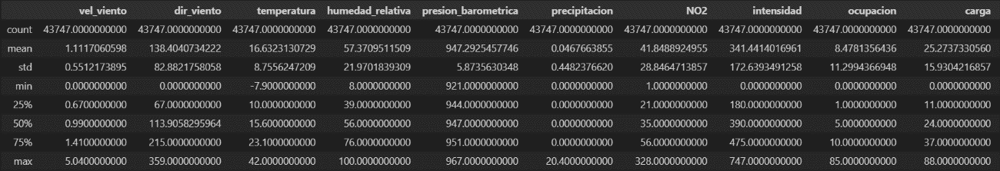 vel_viento dir_viento temperatura humedad_relativa presion_barometrica precipitacion NO2 intensidad ocupacion carga
count 43747.0000000000 43747.0000000000 43747.0000000000 43747.0000000000 43747.0000000000 43747.0000000000 43747.0000000000 43747.0000000000 43747.0000000000 43747.0000000000
mean 1.1117060598 138.4040734222 16.6323130729 57.3709511509 947.2925457746 0.0467663855 41.8488924955 341.4414016961 8.4781356436 25.2737330560
std 0.5512173895 82.8821758058 8.7556247209 21.9701839309 5.8735630348 0.4482376620 28.8464713857 172.6393491258 11.2994366948 15.9304216857
min 0.0000000000 0.0000000000 -7.9000000000 8.0000000000 921.0000000000 0.0000000000 1.0000000000 0.0000000000 0.0000000000 0.0000000000
25% 0.6700000000 67.0000000000 10.0000000000 39.0000000000 944.0000000000 0.0000000000 21.0000000000 180.0000000000 1.0000000000 11.0000000000
50% 0.9900000000 113.9058295964 15.6000000000 56.0000000000 947.0000000000 0.0000000000 35.0000000000 390.0000000000 5.0000000000 24.0000000000
75% 1.4100000000 215.0000000000 23.1000000000 76.0000000000 951.0000000000 0.0000000000 56.0000000000 475.0000000000 10.0000000000 37.0000000000
max 5.0400000000 359.0000000000 42.0000000000 100.0000000000 967.0000000000 20.4000000000 328.0000000000 747.0000000000 85.0000000000 88.0000000000